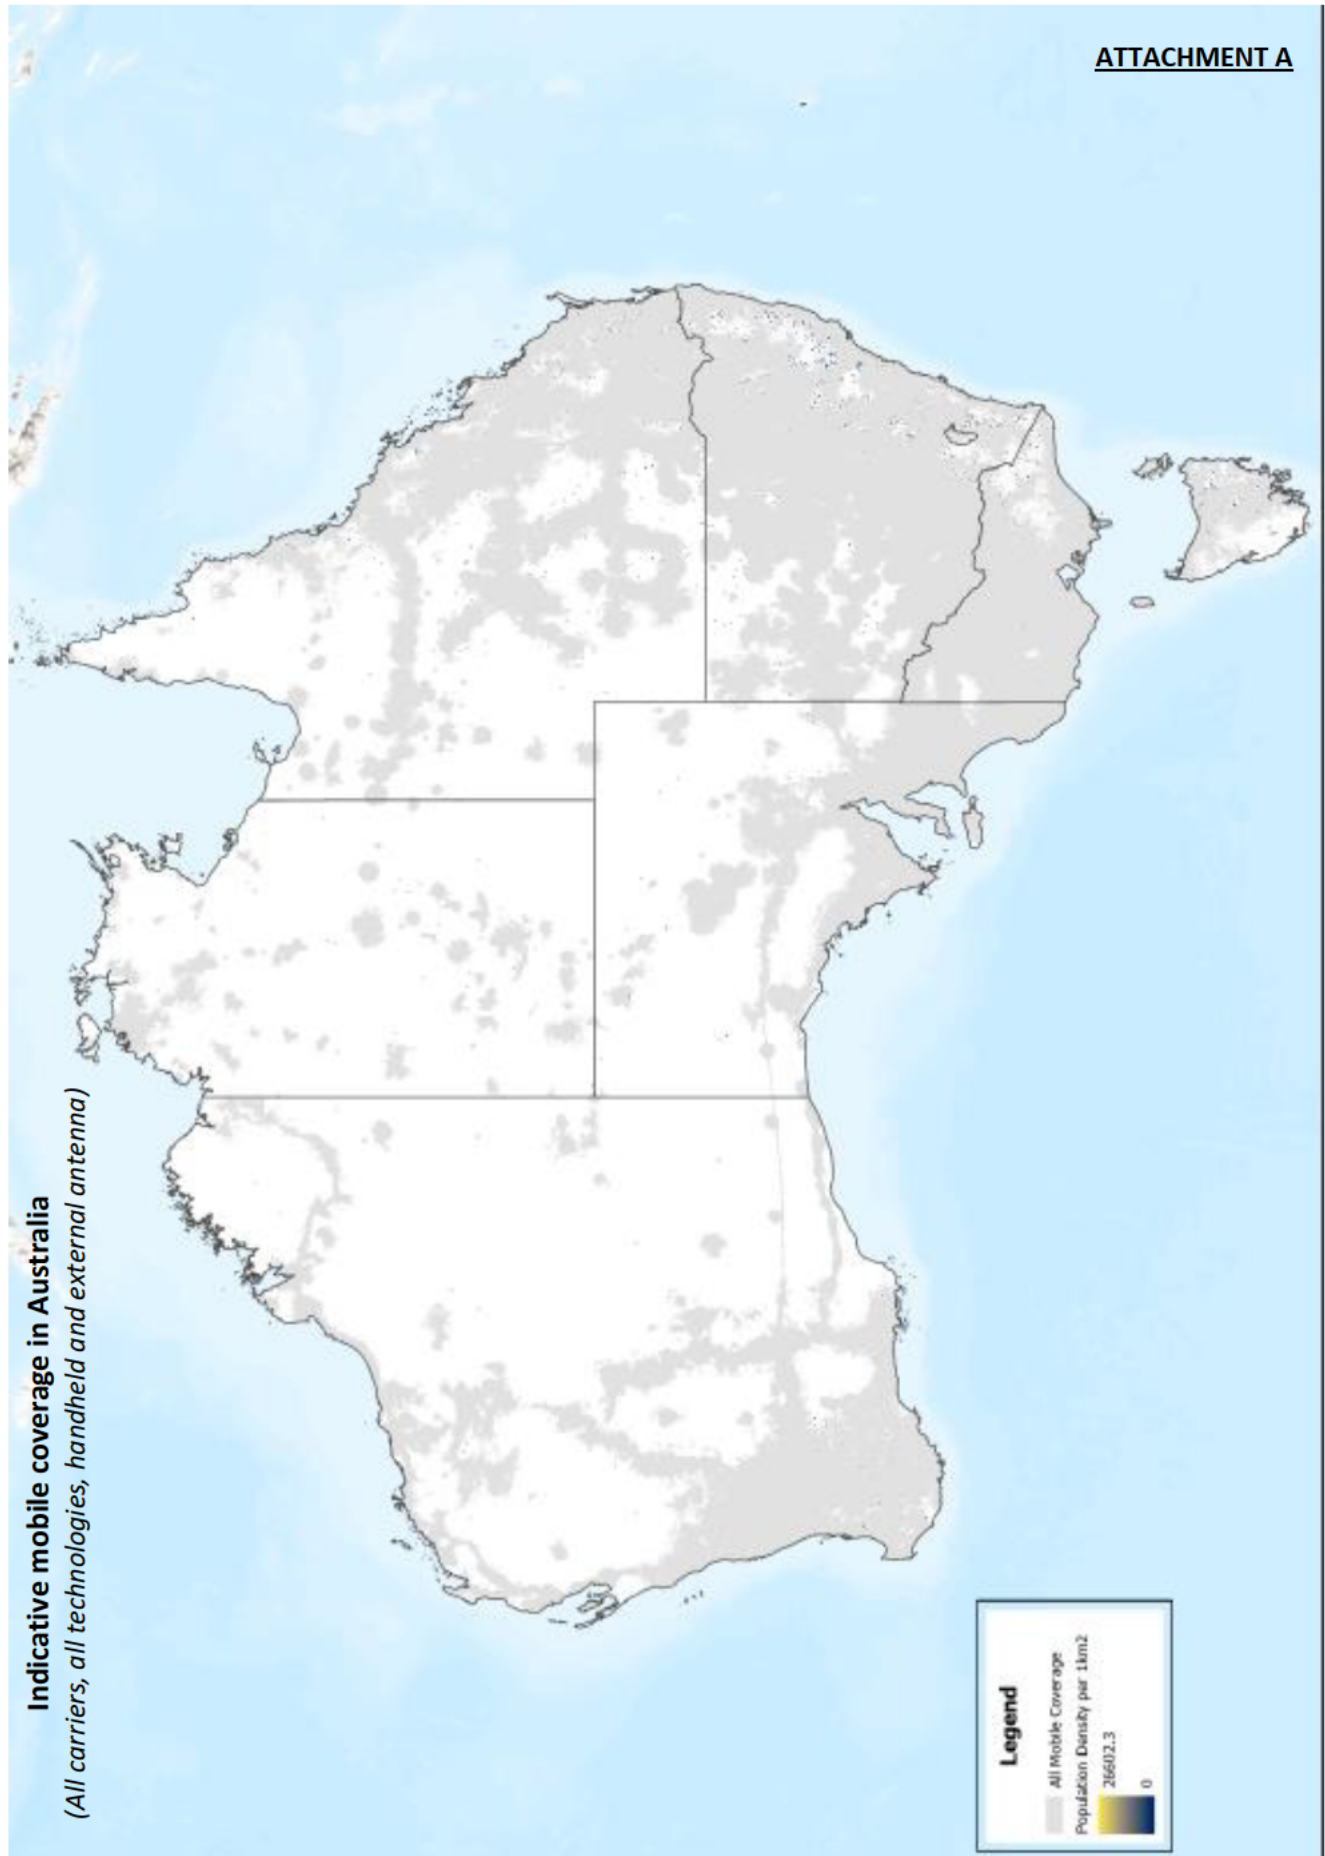 ATTACHMENT A
Indicative mobile coverage in Australia
(All carriers, all technologies, handheld and external antenna)
Legend
All Mobile Coverage
Population Density per 1km2
26602.3
0